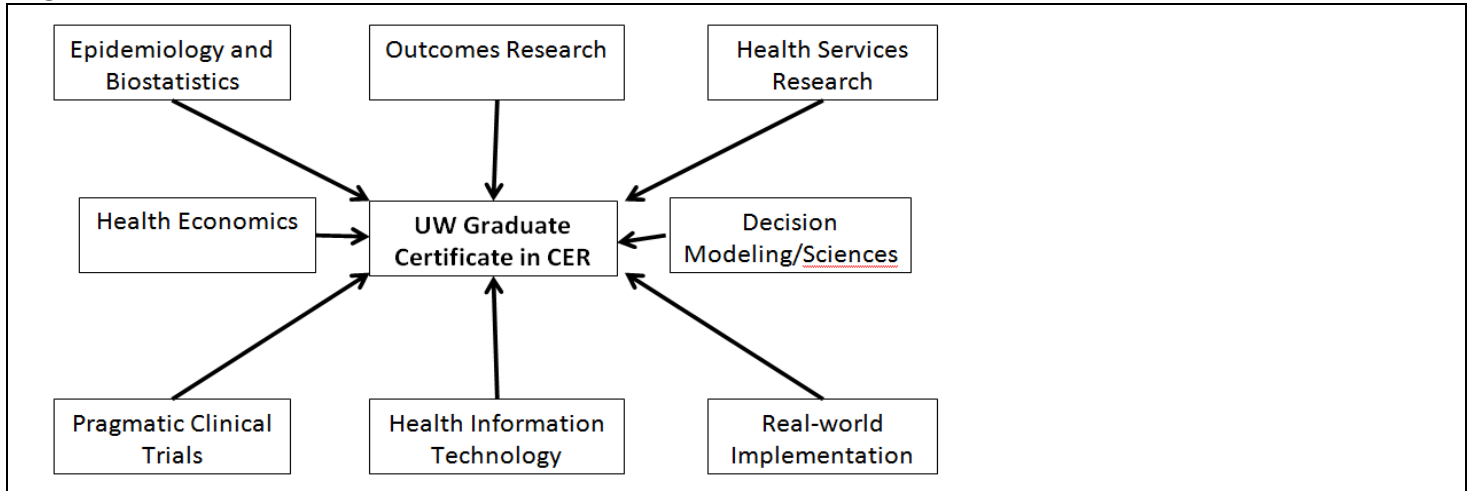 Epidemiology and
Biostatistics
Outcomes Research
Health Services
Research
Health Economics
UW Graduate
Certificate in CER
Decision
Modeling/Sciences
Pragmatic Clinical
Trials
Health Information
Technology
Real-world
Implementation